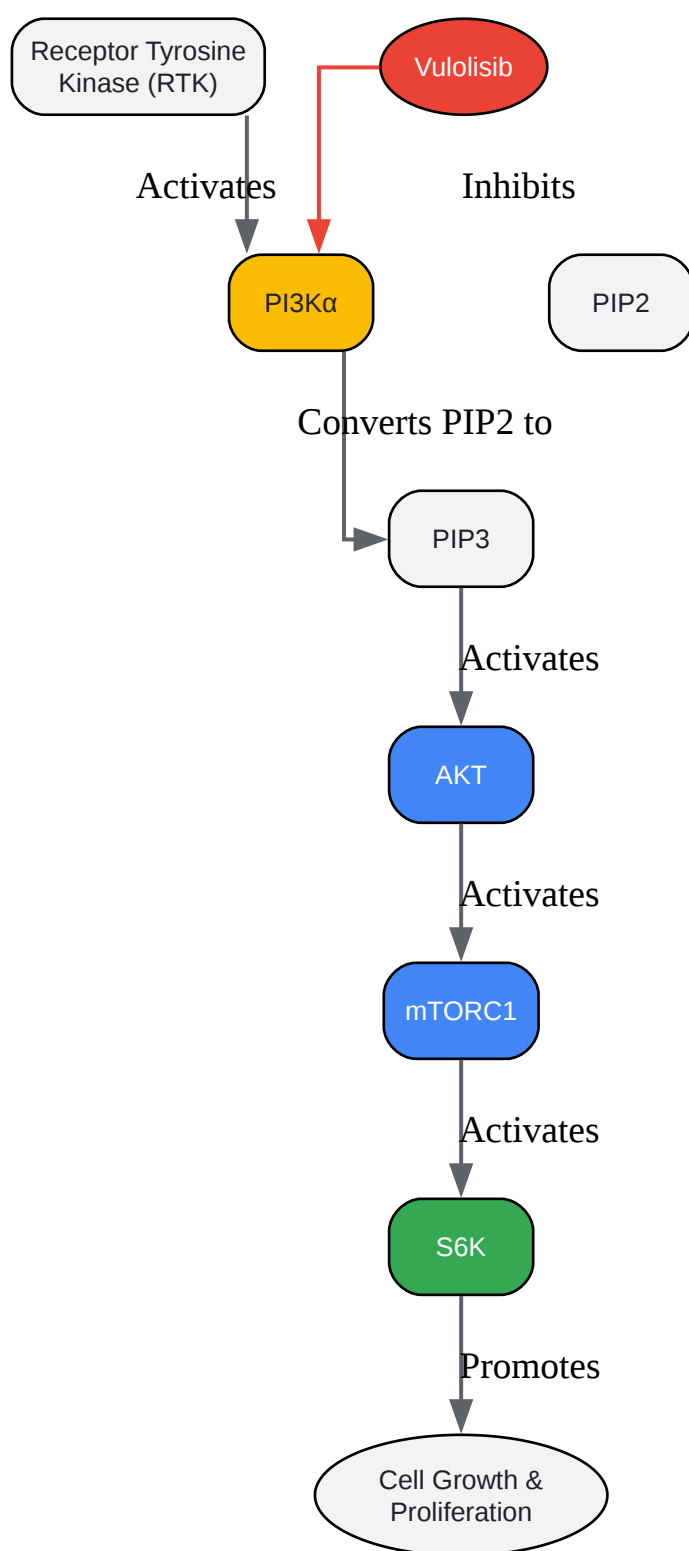 Receptor Tyrosine
Kinase (RTK)
Vulolisib
Activates
Inhibits
PI3Kα
PIP2
Converts PIP2 to
PIP3
Activates
AKT
Activates
mTORC1
Activates
S6K
Promotes
Cell Growth &
Proliferation